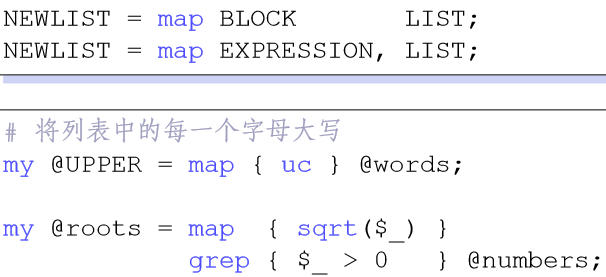 NEWLIST = map BLOCK       LIST;
NEWLIST = map EXPRESSION, LIST;
# 将列表中的每一个字母大写
my @UPPER = map { uc } @words;
my @roots = map  { sqrt($_) }
            grep { $_ > 0   } @numbers;